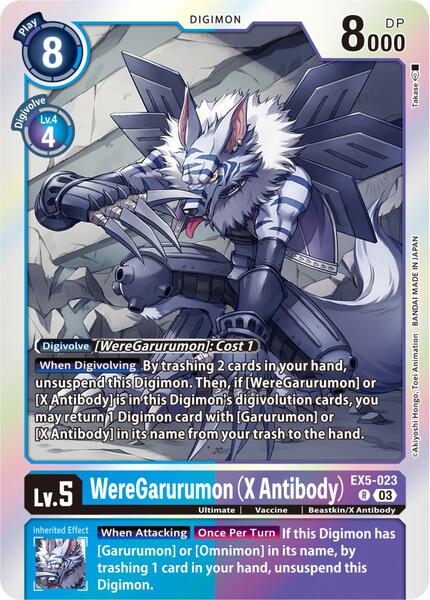 DIGIMON
Play
8
DP
8000
Digivolve
Lv.4
4
Takase
©Akiyoshi Hongo, Toei Animation BANDAI MADE IN JAPAN
Digivolve [WereGarurumon]: Cost 1
When Digivolving By trashing 2 cards in your hand,
unsuspend this Digimon. Then, if [WereGarurumon] or
[X Antibody] is in this Digimon's digivolution cards, you
may return 1 Digimon card with [Garurumon] or
[X Antibody] in its name from your trash to the hand.
Lv.5 WereGarurumon (X Antibody) EX5-023
R 03
Ultimate | Vaccine | Beastkin/X Antibody
Inherited Effect
When Attacking Once Per Turn If this Digimon has
[Garurumon] or [Omnimon] in its name, by
trashing 1 card in your hand, unsuspend this
Digimon.